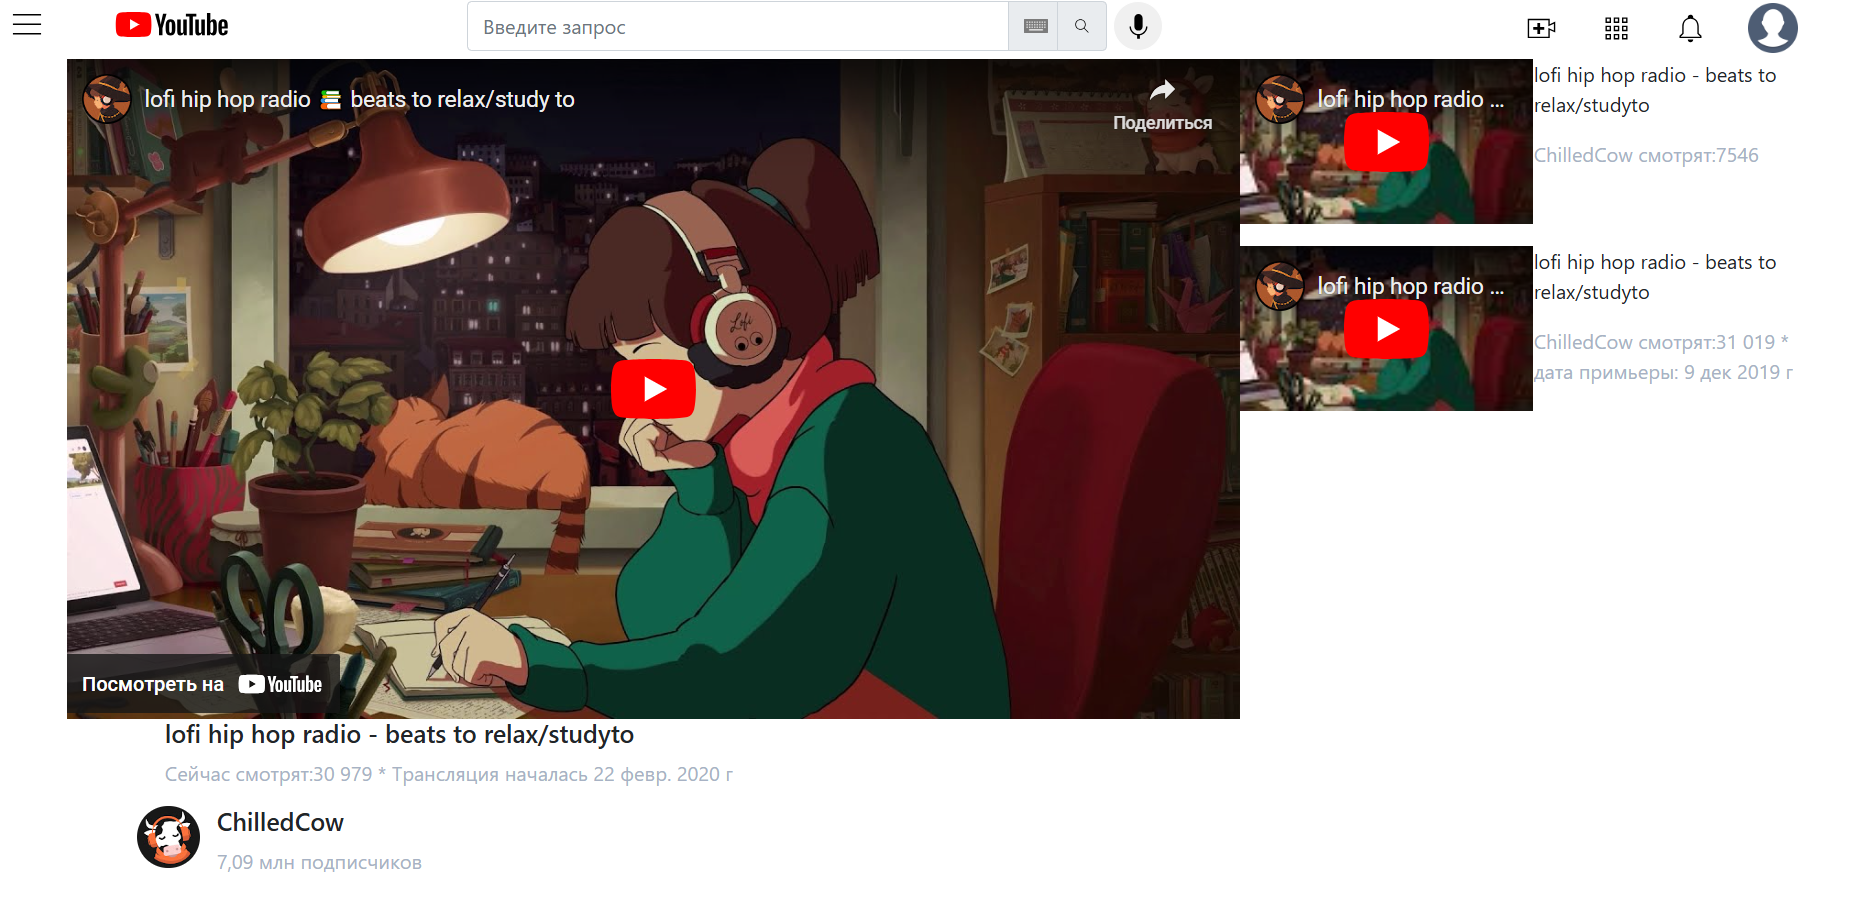 YouTube
Введите запрос
lofi hip hop radio 📚 beats to relax/study to
Поделиться
Lofi
Посмотреть на YouTube
lofi hip hop radio - beats to relax/studyto
Сейчас смотрят:30 979 * Трансляция началась 22 февр. 2020 г
ChilledCow
7,09 млн подписчиков
lofi hip hop radio ...
lofi hip hop radio - beats to
relax/studyto
ChilledCow смотрят:7546
lofi hip hop radio ...
lofi hip hop radio - beats to
relax/studyto
ChilledCow смотрят:31 019 *
дата примьеры: 9 дек 2019 г